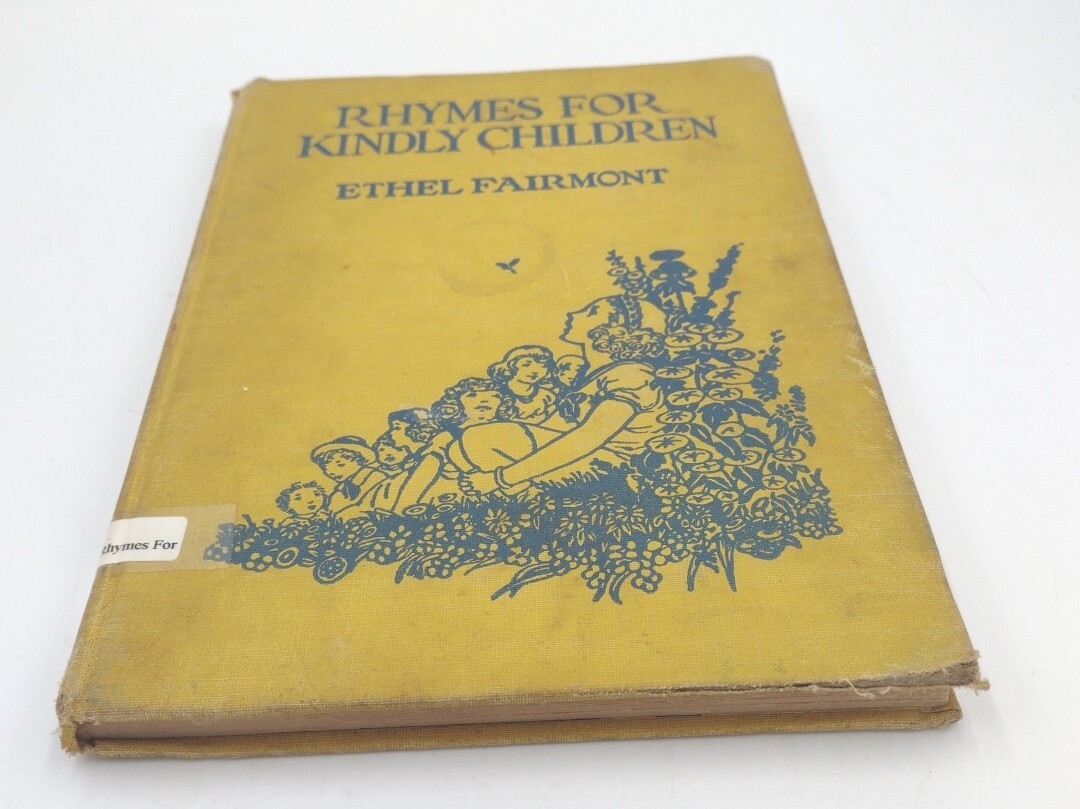 RHYMES FOR
KINDLY CHILDREN
ETHEL FAIRMONT
Rhymes For